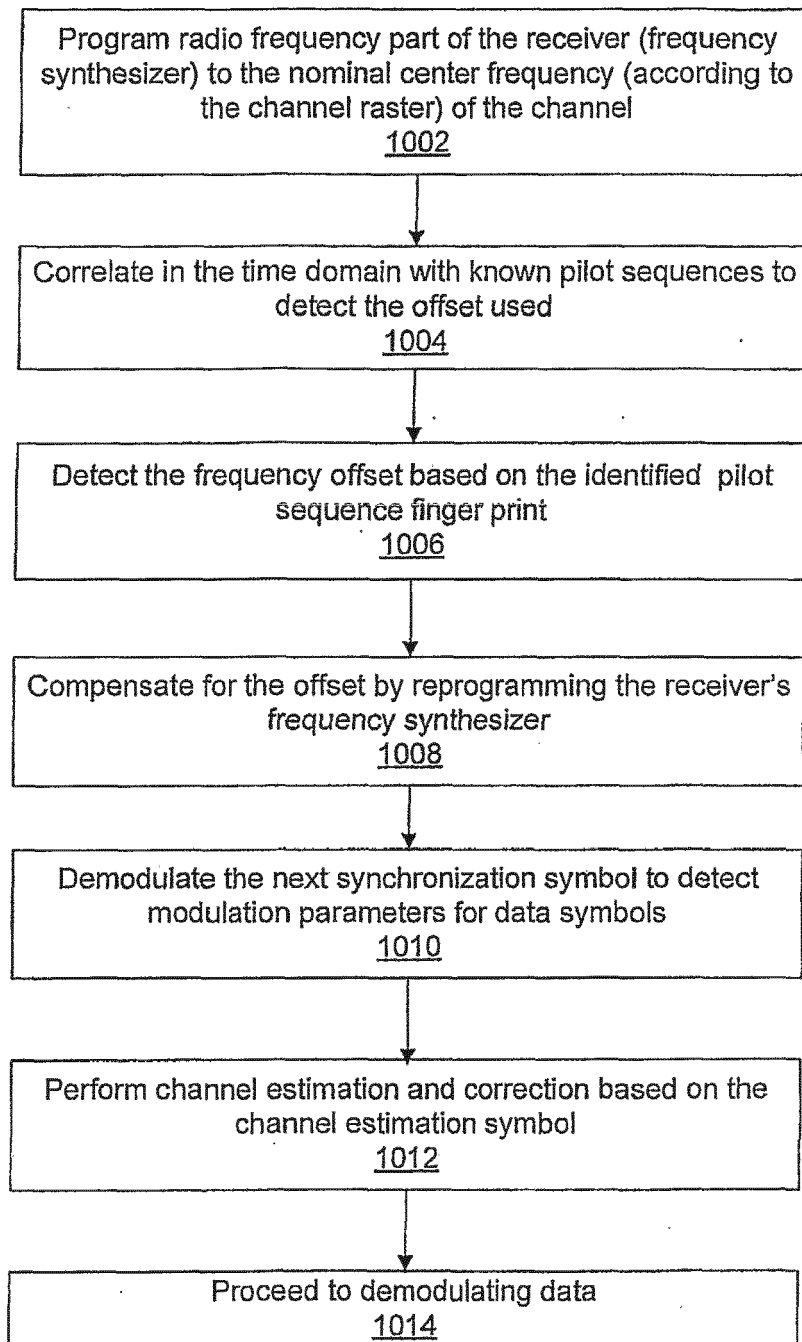 Program radio frequency part of the receiver (frequency
synthesizer) to the nominal center frequency (according to
the channel raster) of the channel
1002
Correlate in the time domain with known pilot sequences to
detect the offset used
1004
Detect the frequency offset based on the identified pilot
sequence finger print
1006
Compensate for the offset by reprogramming the receiver's
frequency synthesizer
1008
Demodulate the next synchronization symbol to detect
modulation parameters for data symbols
1010
Perform channel estimation and correction based on the
channel estimation symbol
1012
Proceed to demodulating data
1014